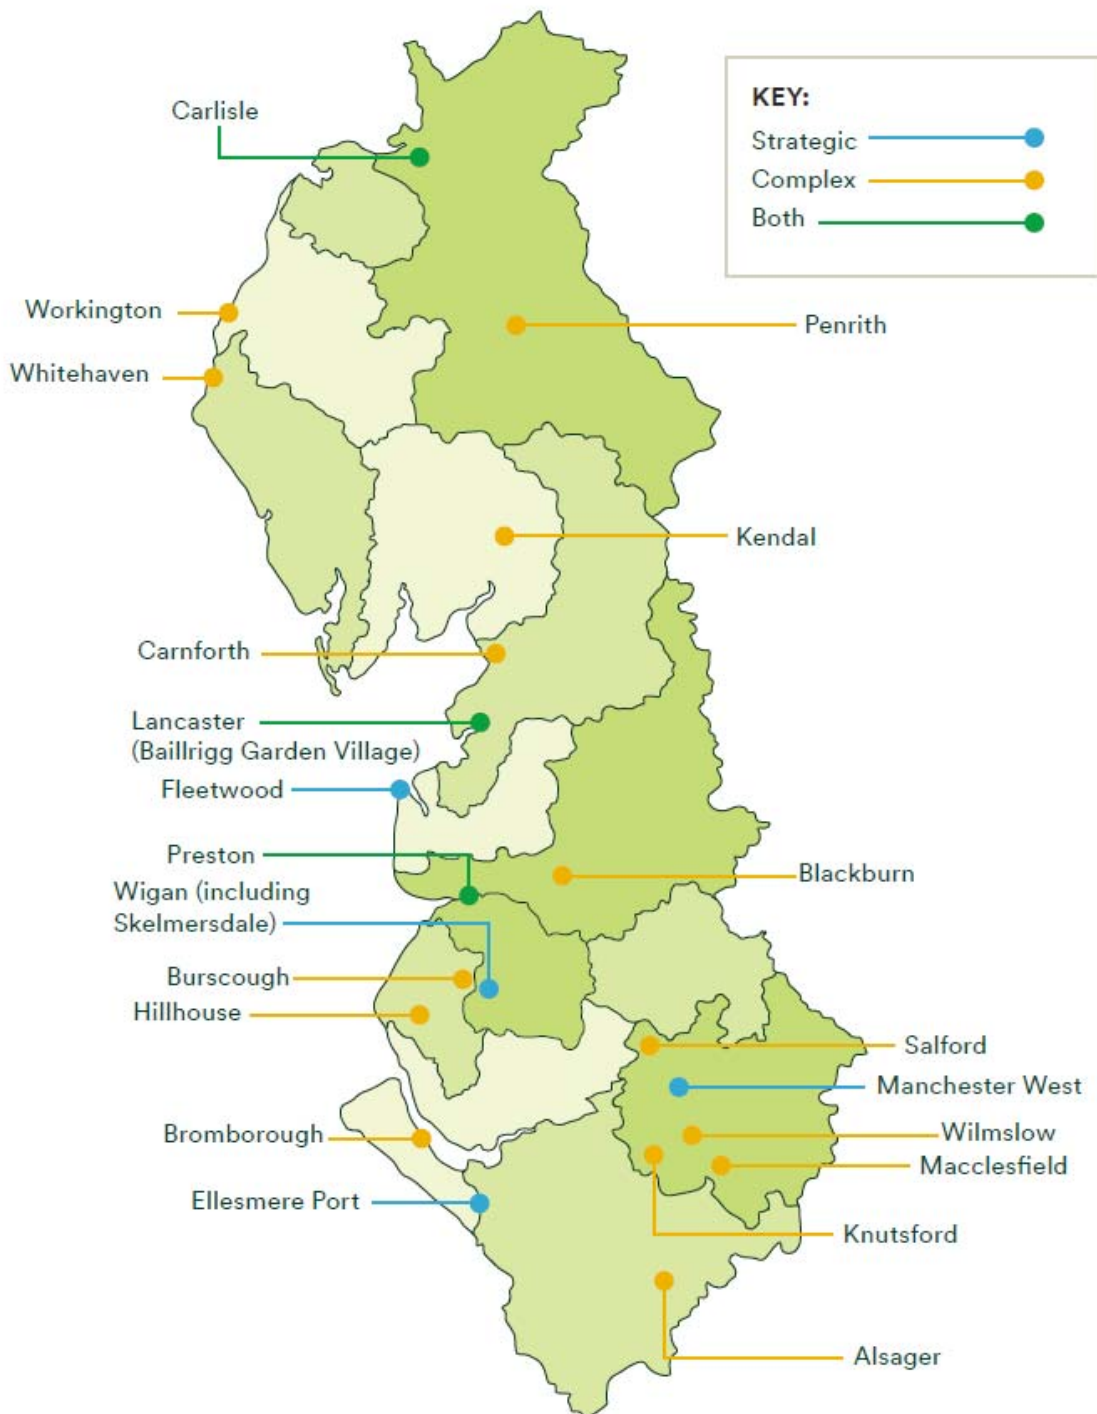 Carlisle
KEY:
Strategic
Complex
Both
Workington
Penrith
Whitehaven
Kendal
Carnforth
Lancaster
(Baillrigg Garden Village)
Fleetwood
Preston
Blackburn
Wigan (including
Skelmersdale)
Burscough
Hillhouse
Salford
Manchester West
Bromborough
Wilmslow
Macclesfield
Ellesmere Port
Knutsford
Alsager